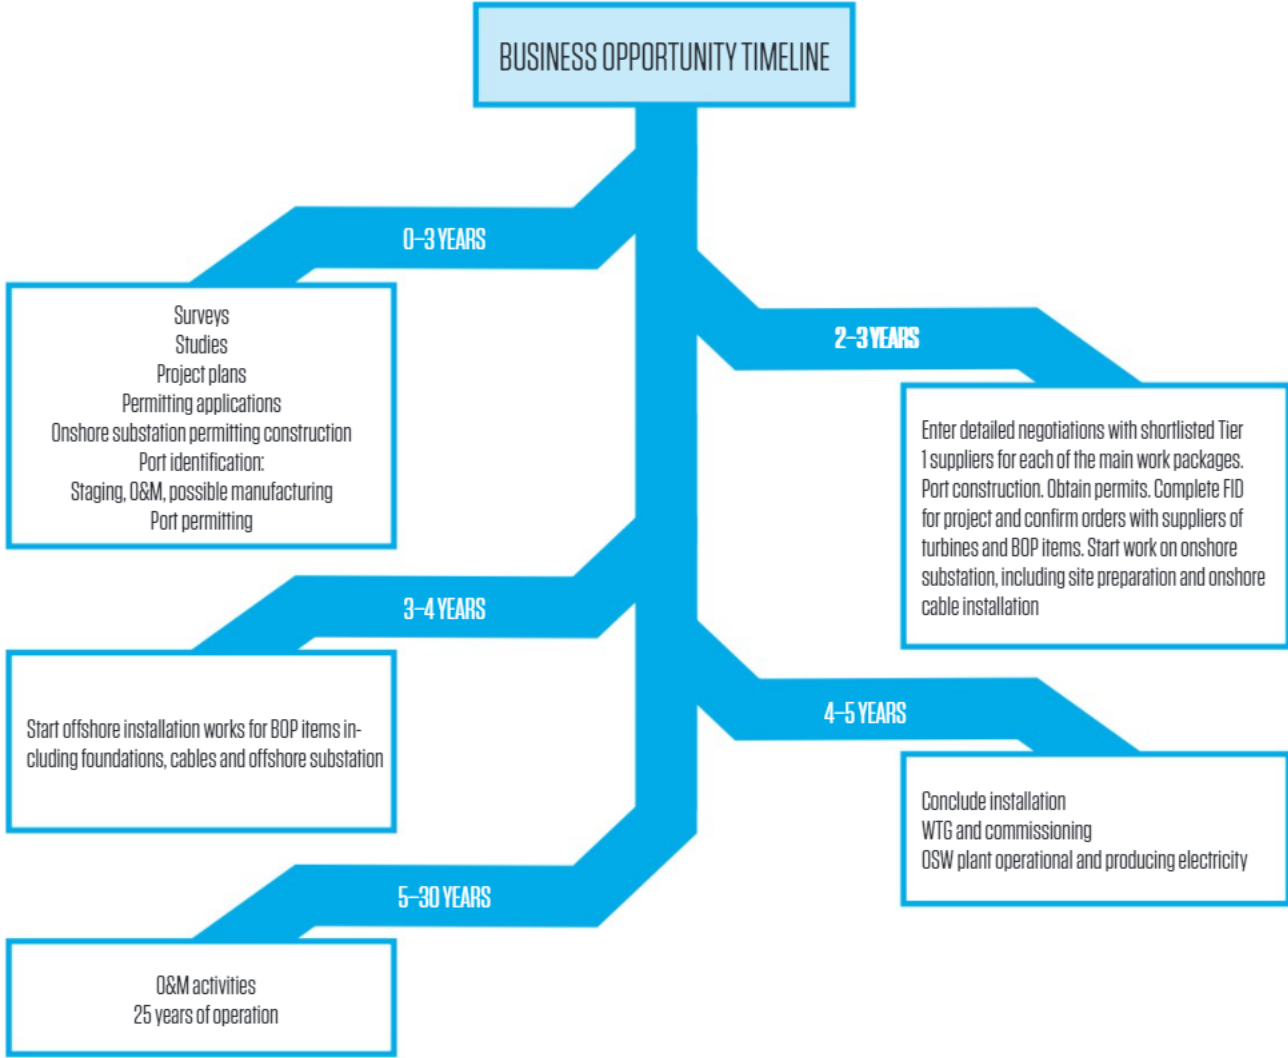 BUSINESS OPPORTUNITY TIMELINE
0–3 YEARS
Surveys
Studies
Project plans
Permitting applications
Onshore substation permitting construction
Port identification:
Staging, O&M, possible manufacturing
Port permitting
2–3 YEARS
Enter detailed negotiations with shortlisted Tier
1 suppliers for each of the main work packages.
Port construction. Obtain permits. Complete FID
for project and confirm orders with suppliers of
turbines and BOP items. Start work on onshore
substation, including site preparation and onshore
cable installation
3–4 YEARS
Start offshore installation works for BOP items in-
cluding foundations, cables and offshore substation
4–5 YEARS
Conclude installation
WTG and commissioning
OSW plant operational and producing electricity
5–30 YEARS
O&M activities
25 years of operation